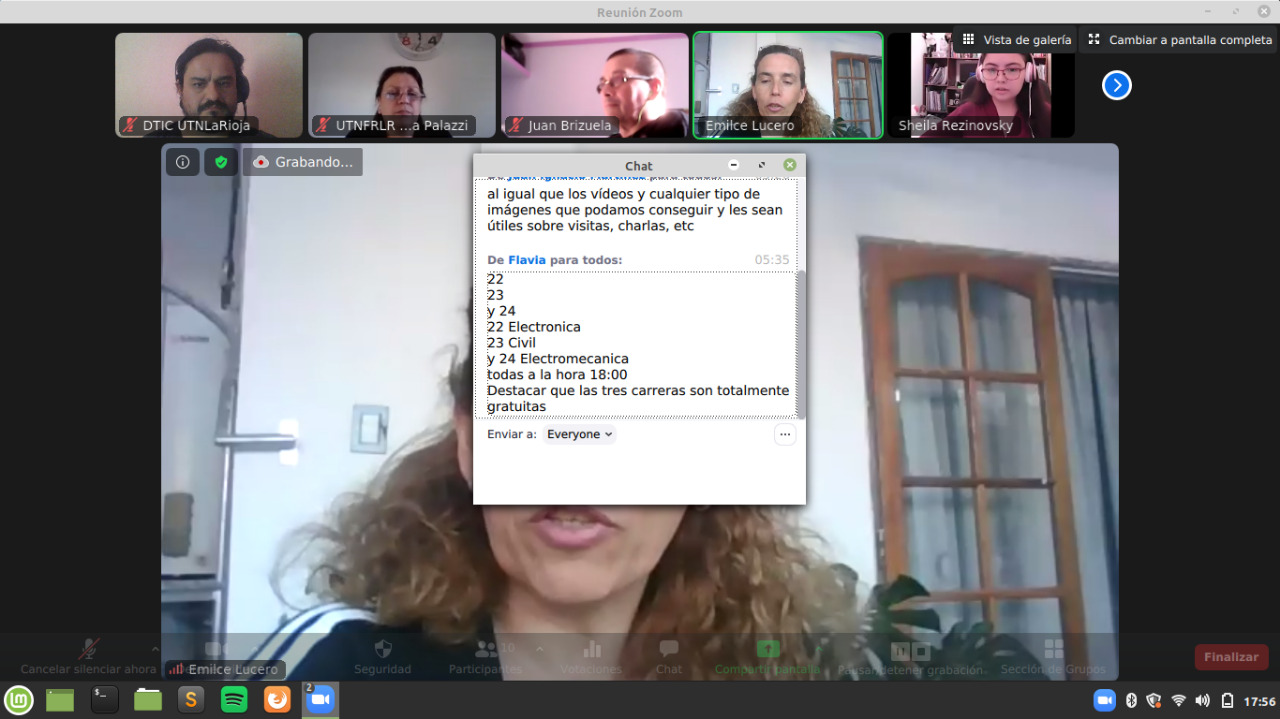 Reunión Zoom
DTIC UTNLaRioja
UTNFRLR ...a Palazzi
Juan Brizuela
Emilce Lucero
Sheila Rezinovsky
Vista de galería
Cambiar a pantalla completa
Grabando...
Chat
al igual que los vídeos y cualquier tipo de
imágenes que podamos conseguir y les sean
útiles sobre visitas, charlas, etc
De Flavia para todos:
05:35
22
23
y 24
22 Electronica
23 Civil
y 24 Electromecanica
todas a la hora 18:00
Destacar que las tres carreras son totalmente
gratuitas
Enviar a: Everyone
Cancelar silenciar ahora
Emilce Lucero
Seguridad
Participantes
10
Votaciones
Chat
Compartir pantalla
Pausar/detener grabación
Sección de Grupos
Finalizar
2
17:56